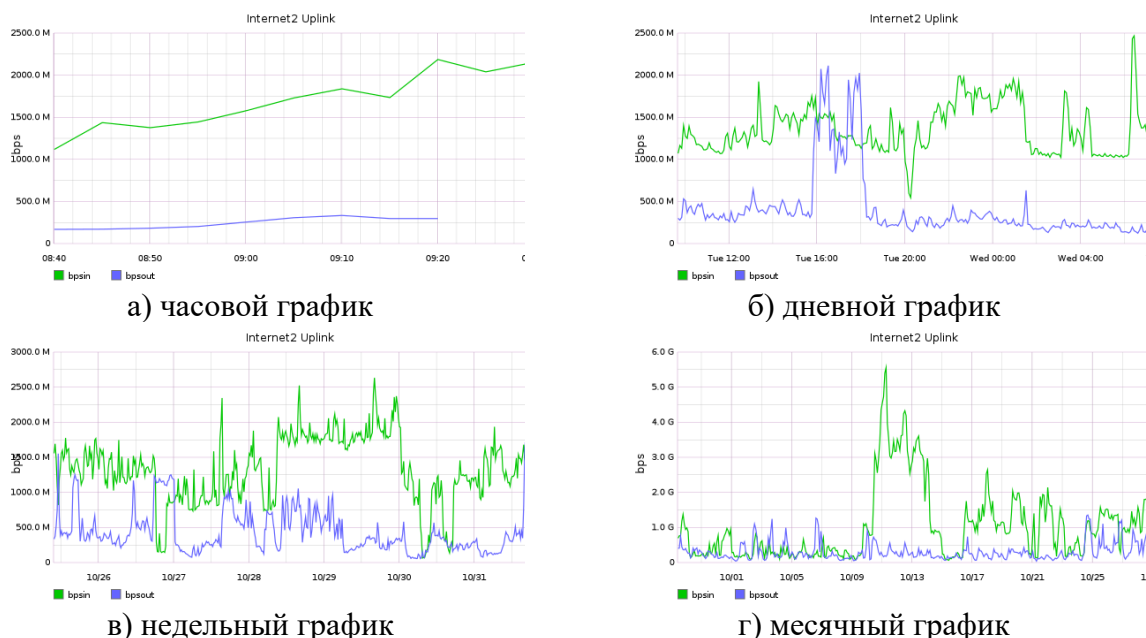 Internet2 Uplink
2500.0 M
2000.0 M
1500.0 M
1000.0 M
500.0 M
0
bps
08:40 08:50 09:00 09:10 09:20
bpsin bpsout
а) часовой график
Internet2 Uplink
2500.0 M
2000.0 M
1500.0 M
1000.0 M
500.0 M
0
bps
Tue 12:00 Tue 16:00 Tue 20:00 Wed 00:00 Wed 04:00
bpsin bpsout
б) дневной график
Internet2 Uplink
3000.0 M
2500.0 M
2000.0 M
1500.0 M
1000.0 M
500.0 M
0
bps
10/26 10/27 10/28 10/29 10/30 10/31
bpsin bpsout
в) недельный график
Internet2 Uplink
6.0 G
5.0 G
4.0 G
3.0 G
2.0 G
1.0 G
0
bps
10/01 10/05 10/09 10/13 10/17 10/21 10/25
bpsin bpsout
г) месячный график